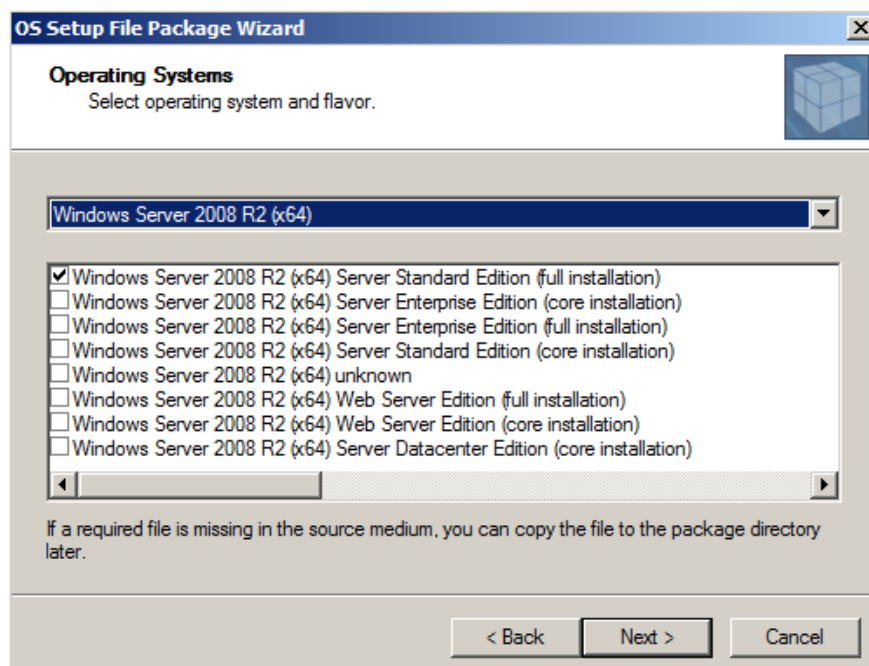 OS Setup File Package Wizard
Operating Systems
Select operating system and flavor.
Windows Server 2008 R2 (x64)
Windows Server 2008 R2 (x64) Server Standard Edition (full installation)
Windows Server 2008 R2 (x64) Server Enterprise Edition (core installation)
Windows Server 2008 R2 (x64) Server Enterprise Edition (full installation)
Windows Server 2008 R2 (x64) Server Standard Edition (core installation)
Windows Server 2008 R2 (x64) unknown
Windows Server 2008 R2 (x64) Web Server Edition (full installation)
Windows Server 2008 R2 (x64) Web Server Edition (core installation)
Windows Server 2008 R2 (x64) Server Datacenter Edition (core installation)
If a required file is missing in the source medium, you can copy the file to the package directory
later.
< Back Next > Cancel